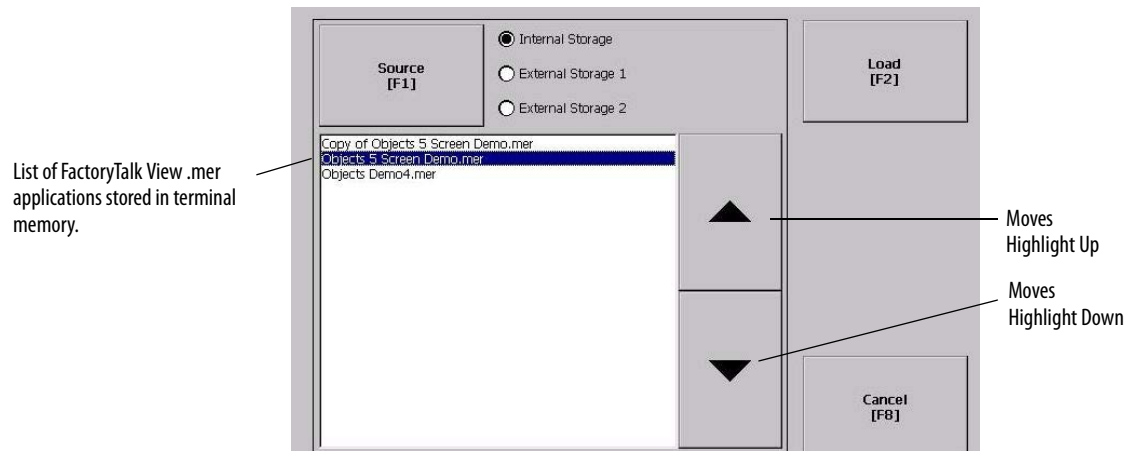 Source
[F1]
Internal Storage
External Storage 1
External Storage 2
Load
[F2]
Copy of Objects 5 Screen Demo.mer
Objects 5 Screen Demo.mer
Objects Demo4.mer
List of FactoryTalk View .mer
applications stored in terminal
memory.
Moves
Highlight Up
Moves
Highlight Down
Cancel
[F8]